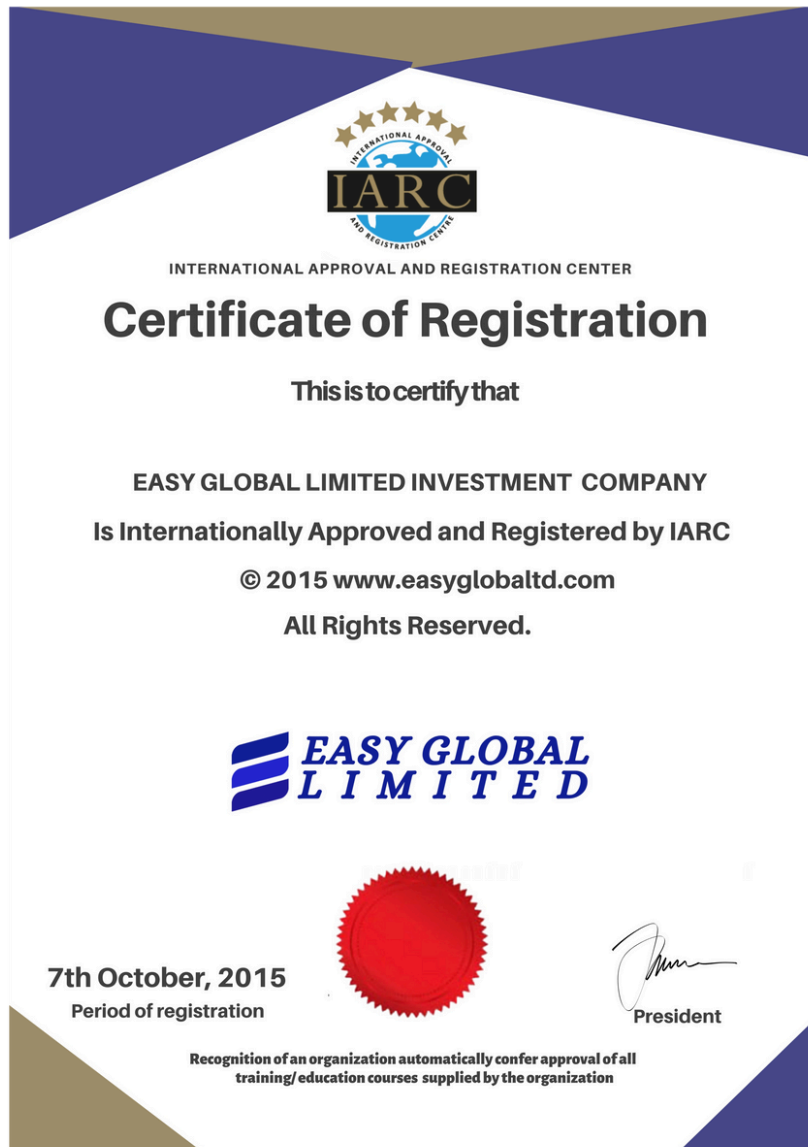 INTERNATIONAL APPROVAL
IARC
AND REGISTRATION CENTRE
INTERNATIONAL APPROVAL AND REGISTRATION CENTER
Certificate of Registration
This is to certify that
EASY GLOBAL LIMITED INVESTMENT COMPANY
Is Internationally Approved and Registered by IARC
© 2015 www.easyglobaltd.com
All Rights Reserved.
EASY GLOBAL
LIMITED
7th October, 2015
Period of registration
President
Recognition of an organization automatically confer approval of all
training/ education courses supplied by the organization